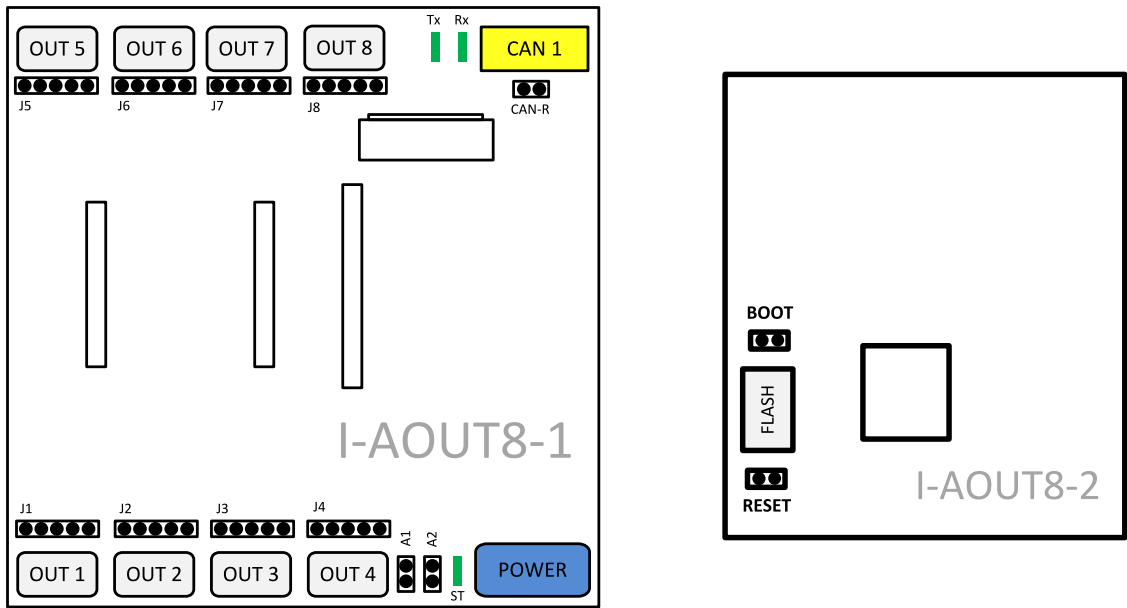 Tx Rx
OUT 5 OUT 6 OUT 7 OUT 8 CAN 1
J5 J6 J7 J8 CAN-R
I-AOUT8-1
J1 J2 J3 J4 A1 A2
OUT 1 OUT 2 OUT 3 OUT 4 POWER
ST
BOOT
FLASH
I-AOUT8-2
RESET